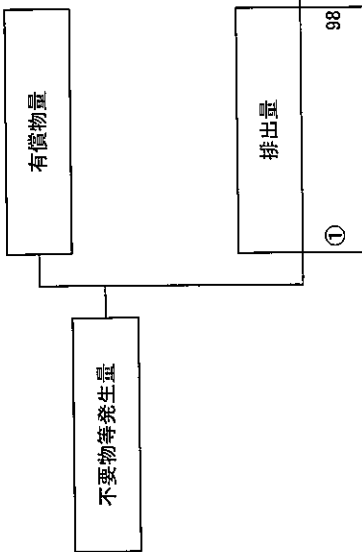 不要物等発生量
有償物量
排出量
① 98